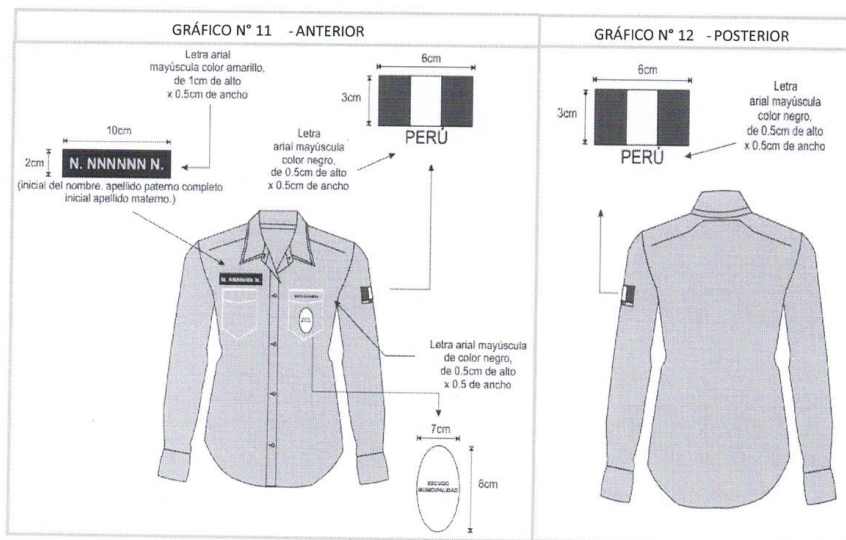 GRÁFICO N° 11 - ANTERIOR
Letra arial
mayúscula color amarillo,
de 1cm de alto
x 0.5cm de ancho
10cm
2cm
N. NNNNNN N.
(inicial del nombre. apellido paterno completo
inicial apellido materno.)
6cm
3cm
PERÚ
Letra
arial mayúscula
color negro,
de 0.5cm de alto
x 0.5cm de ancho
N. NNNNNN N.
Letra arial mayúscula
de color negro,
de 0.5cm de alto
x 0.5 de ancho
7cm
8cm
ESCUDO
MUNICIPALIDAD
GRÁFICO N° 12 - POSTERIOR
6cm
3cm
PERÚ
Letra
arial mayúscula
color negro,
de 0.5cm de alto
x 0.5cm de ancho